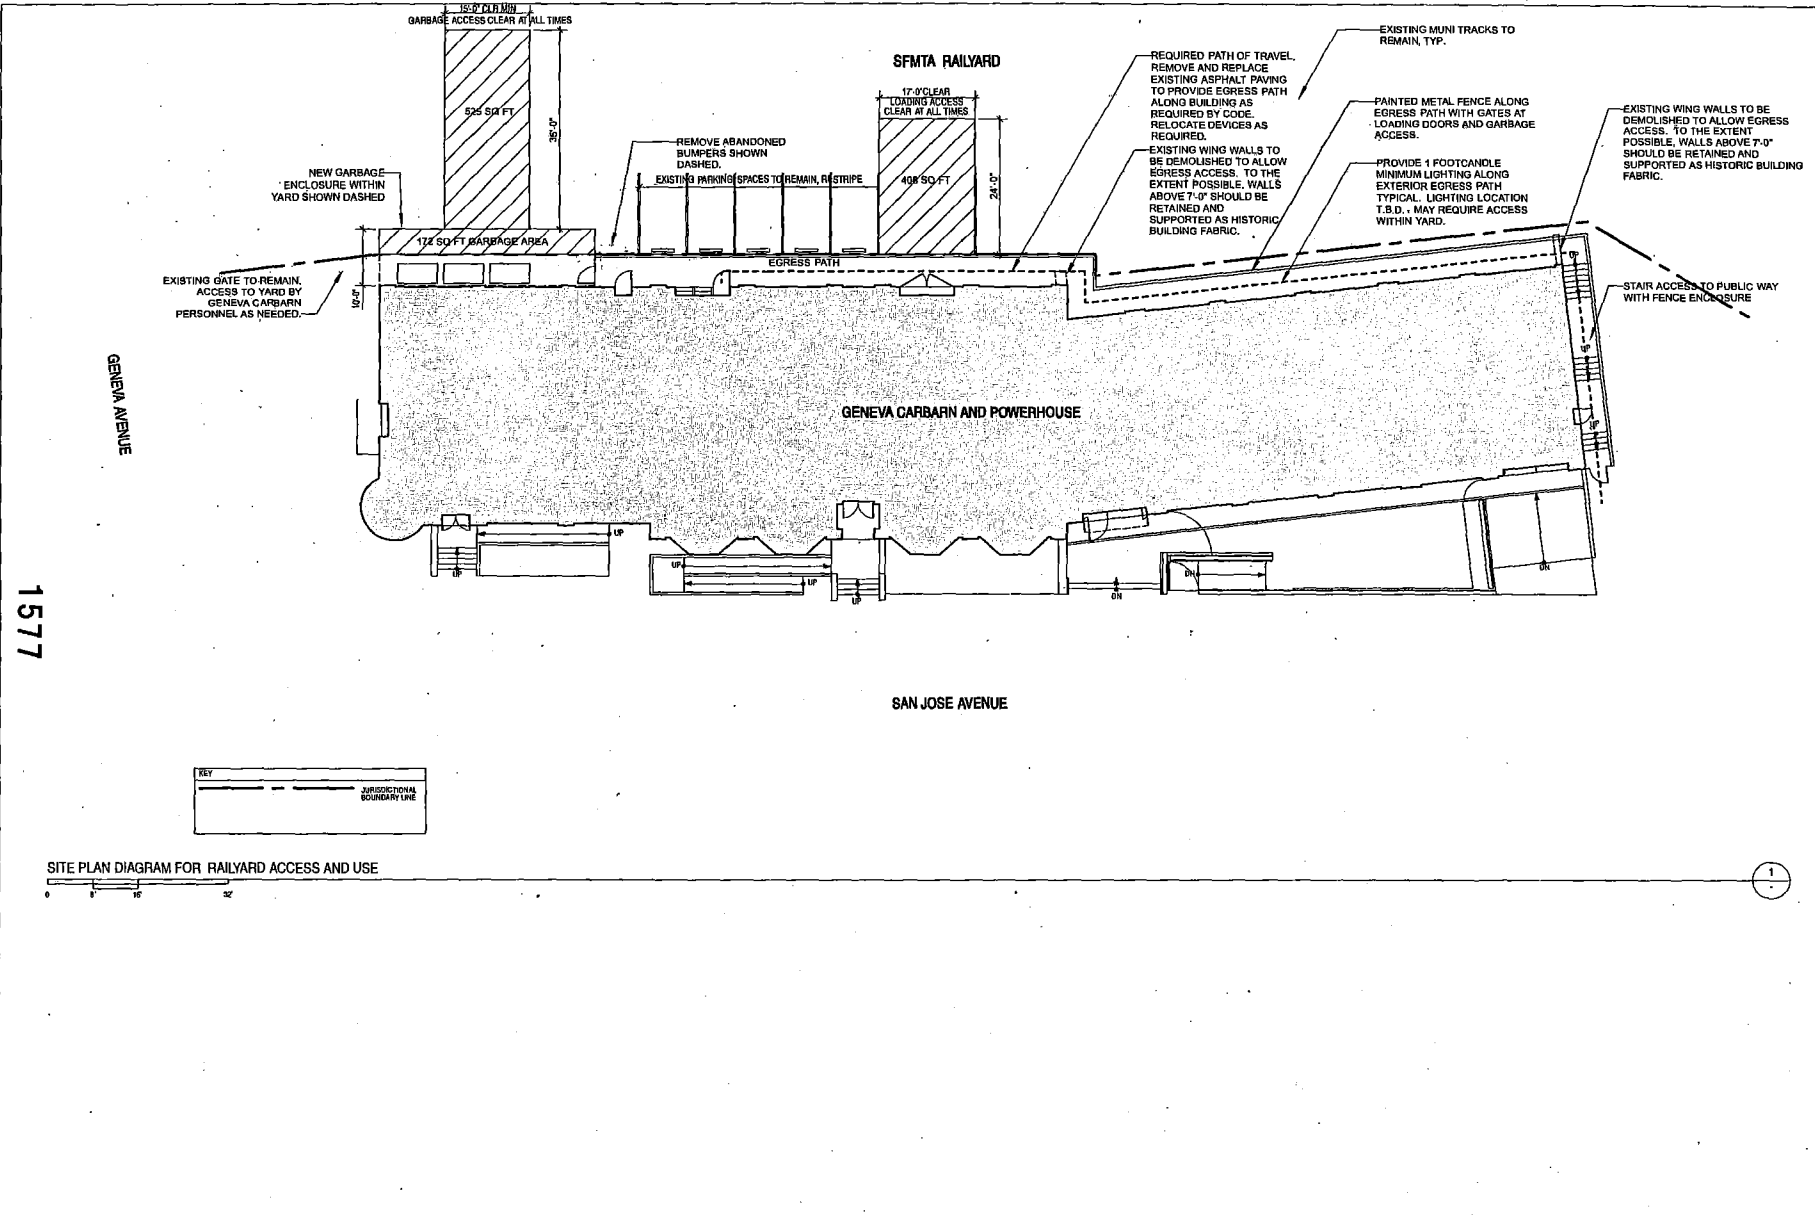 15'-0" CLR MIN
GARBAGE ACCESS CLEAR AT ALL TIMES
525 SQ FT
35'-0"
SFMTA RAILYARD
17'-0" CLEAR
LOADING ACCESS
CLEAR AT ALL TIMES
408 SQ FT
24'-0"
REQUIRED PATH OF TRAVEL,
REMOVE AND REPLACE
EXISTING ASPHALT PAVING
TO PROVIDE EGRESS PATH
ALONG BUILDING AS
REQUIRED BY CODE.
RELOCATE DEVICES AS
REQUIRED.
EXISTING WING WALLS TO
BE DEMOLISHED TO ALLOW
EGRESS ACCESS. TO THE
EXTENT POSSIBLE, WALLS
ABOVE 7'-0" SHOULD BE
RETAINED AND
SUPPORTED AS HISTORIC
BUILDING FABRIC.
EXISTING MUNI TRACKS TO
REMAIN, TYP.
PAINTED METAL FENCE ALONG
EGRESS PATH WITH GATES AT
LOADING DOORS AND GARBAGE
ACCESS.
PROVIDE 1 FOOTCANDLE
MINIMUM LIGHTING ALONG
EXTERIOR EGRESS PATH
TYPICAL. LIGHTING LOCATION
T.B.D., MAY REQUIRE ACCESS
WITHIN YARD.
EXISTING WING WALLS TO BE
DEMOLISHED TO ALLOW EGRESS
ACCESS. TO THE EXTENT
POSSIBLE, WALLS ABOVE 7'-0"
SHOULD BE RETAINED AND
SUPPORTED AS HISTORIC BUILDING
FABRIC.
REMOVE ABANDONED
BUMPERS SHOWN
DASHED.
EXISTING PARKING SPACES TO REMAIN, RESTRIPE
NEW GARBAGE
ENCLOSURE WITHIN
YARD SHOWN DASHED
172 SQ FT GARBAGE AREA
EGRESS PATH
EXISTING GATE TO REMAIN.
ACCESS TO YARD BY
GENEVA CARBARN
PERSONNEL AS NEEDED.
10'-0"
STAIR ACCESS TO PUBLIC WAY
WITH FENCE ENCLOSURE
UP
UP
UP
GENEVA AVENUE
GENEVA CARBARN AND POWERHOUSE
UP
UP
UP
UP
UP
DN
DN
DN
1577
SAN JOSE AVENUE
KEY
JURISDICTIONAL
BOUNDARY LINE
SITE PLAN DIAGRAM FOR RAILYARD ACCESS AND USE
0 8' 16' 32'
1
-